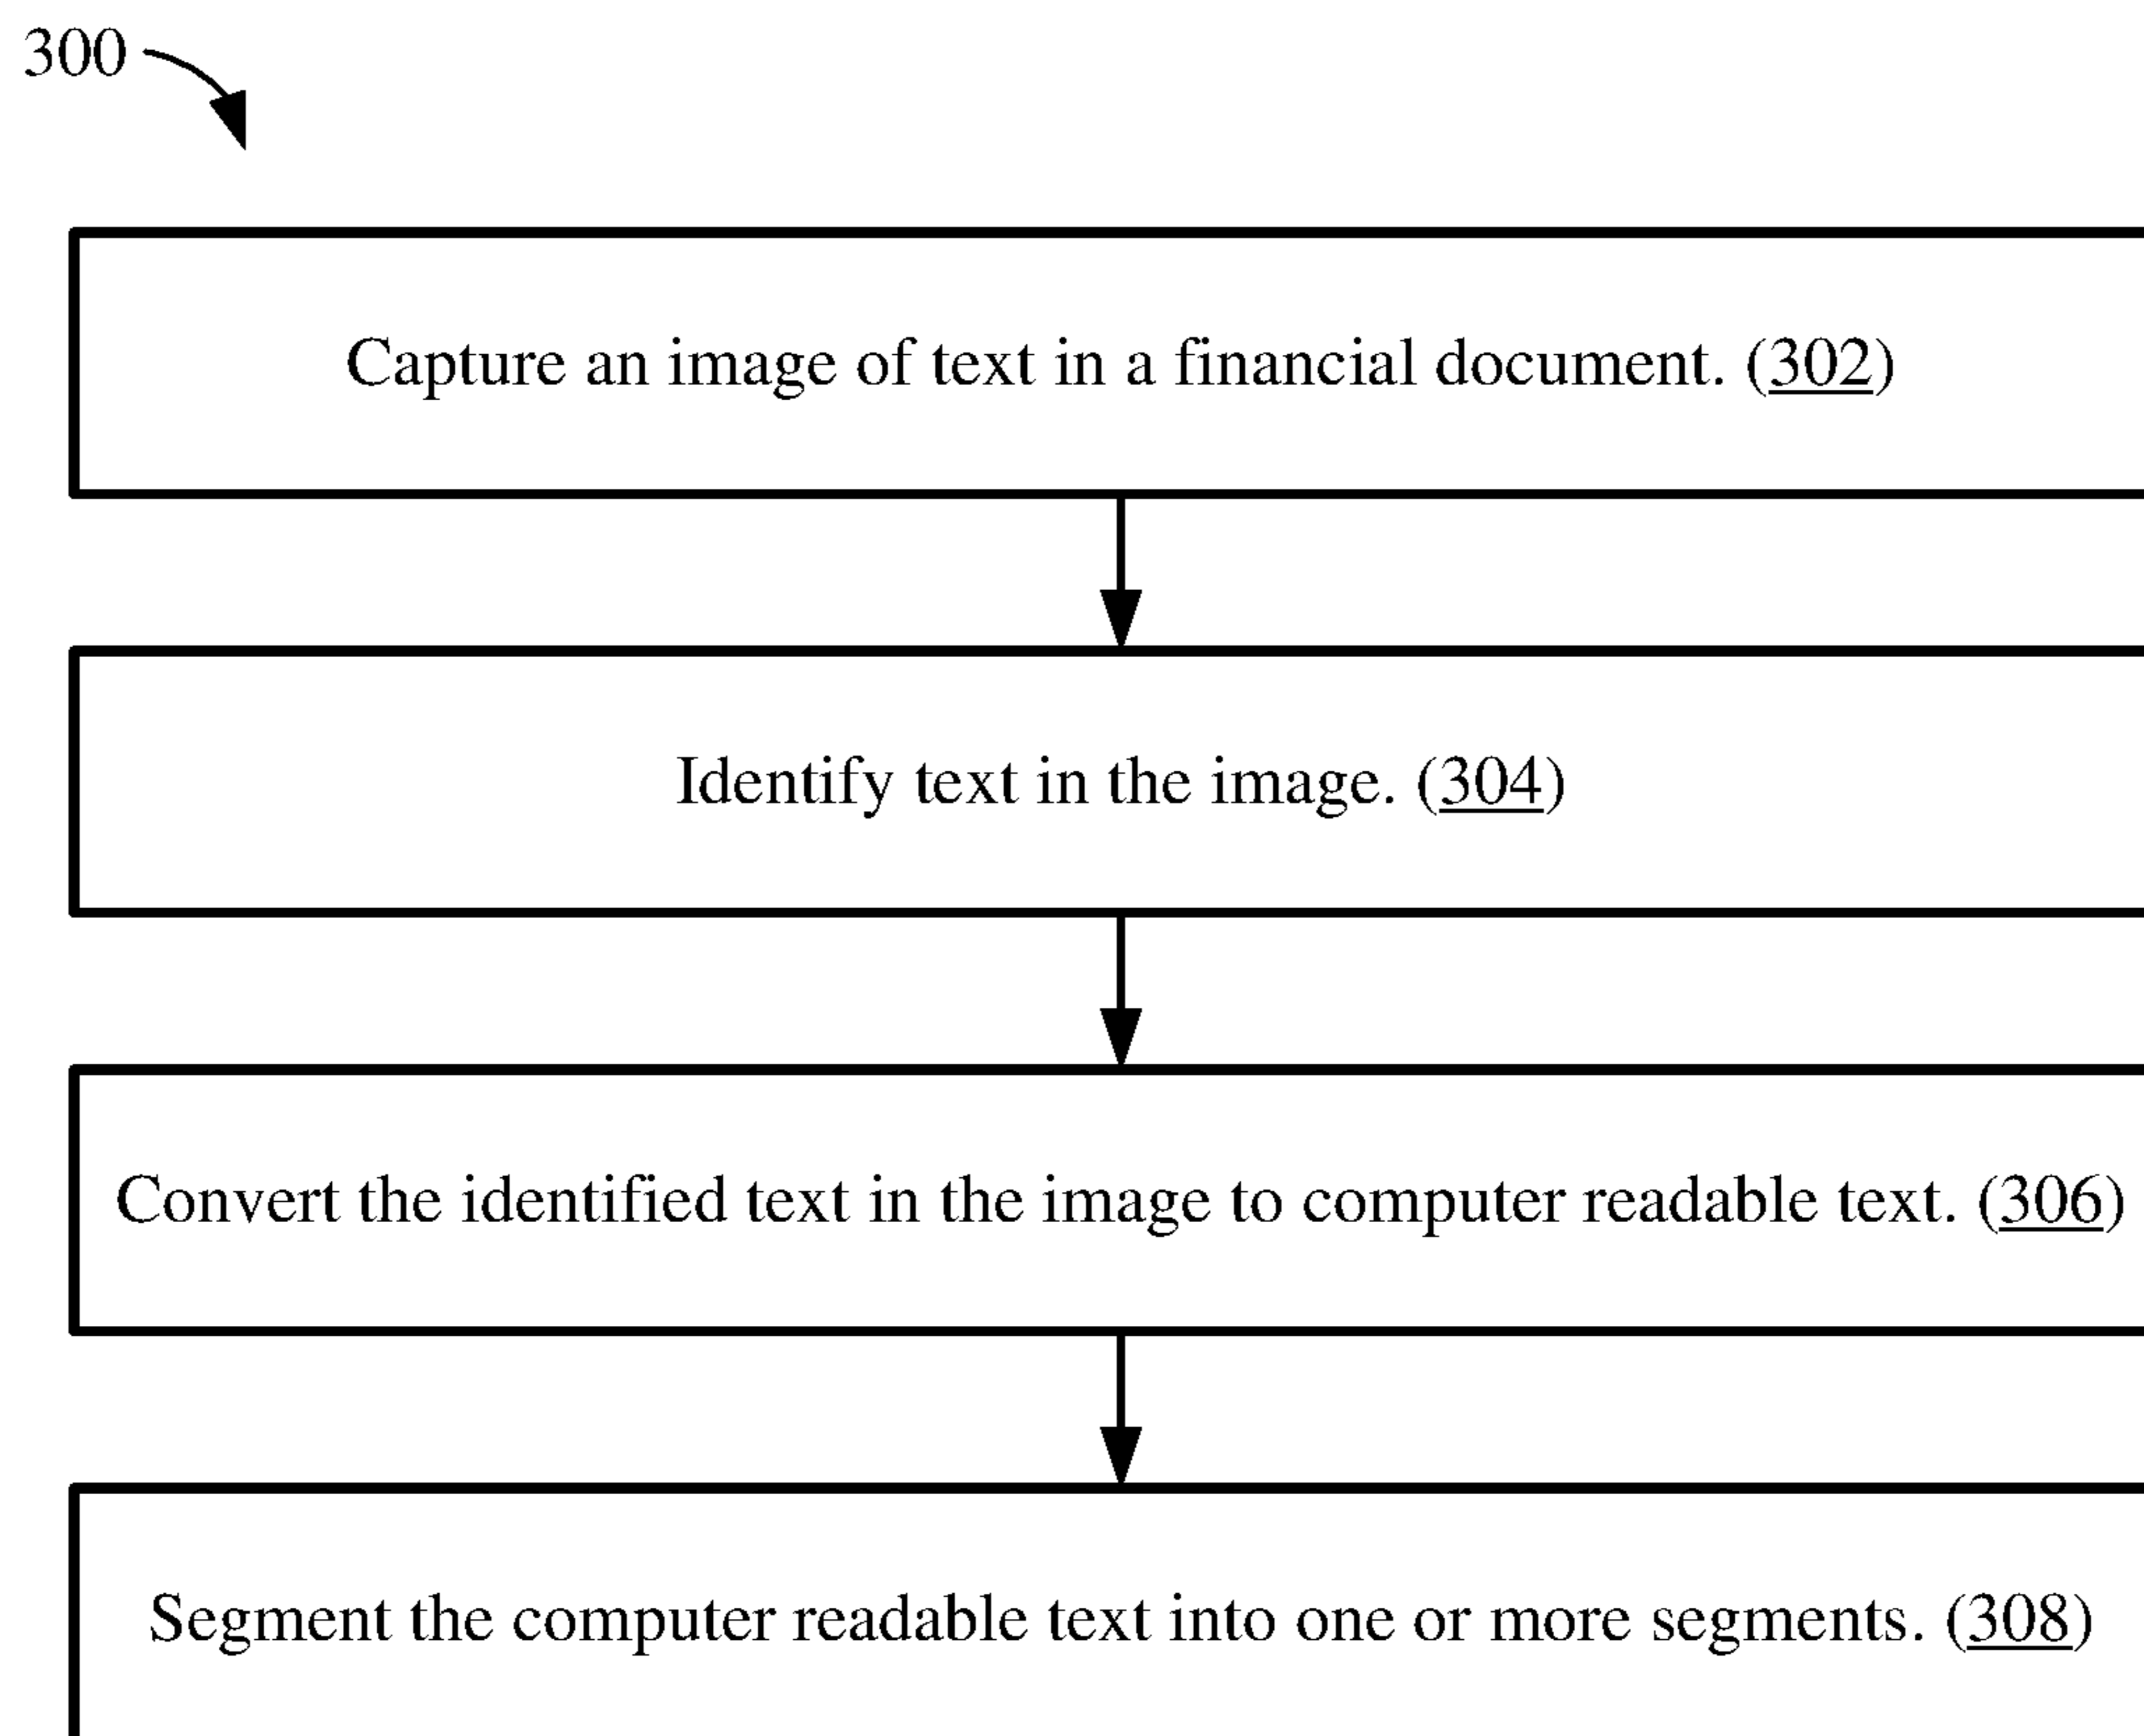 300
Capture an image of text in a financial document. (302)
Identify text in the image. (304)
Convert the identified text in the image to computer readable text. (306)
Segment the computer readable text into one or more segments. (308)